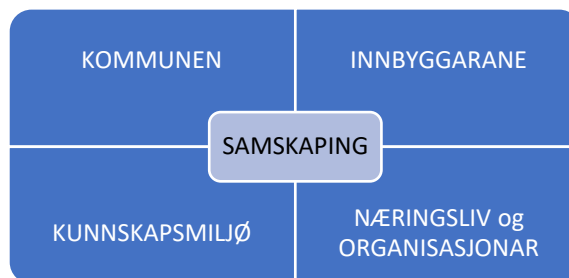 KOMMUNEN
INNBYGGARANE
SAMSKAPING
KUNNSKAPSMILJØ
NÆRINGSLIV og
ORGANISASJONAR